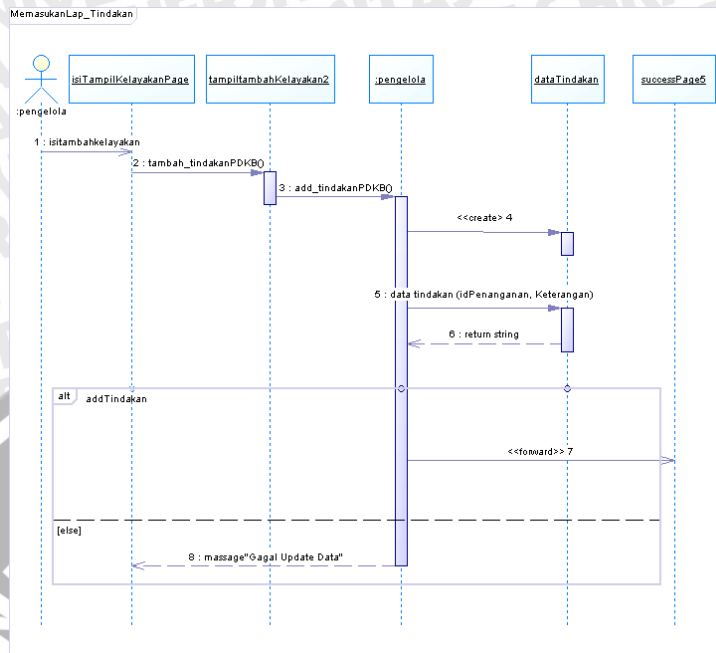 MemasukanLap_Tindakan
isiTampilKelayakanPage
tampiltambahKelayakan2
:pengelola
dataTindakan
successPage5
:pengelola
1 : isitambahkelayakan
2 : tambah_tindakanPDKB()
3 : add_tindakanPDKB()
<<create> 4
5 : data tindakan (idPenanganan, Keterangan)
6 : return string
alt
addTindakan
<<forward>> 7
[else]
8 : massage"Gagal Update Data"